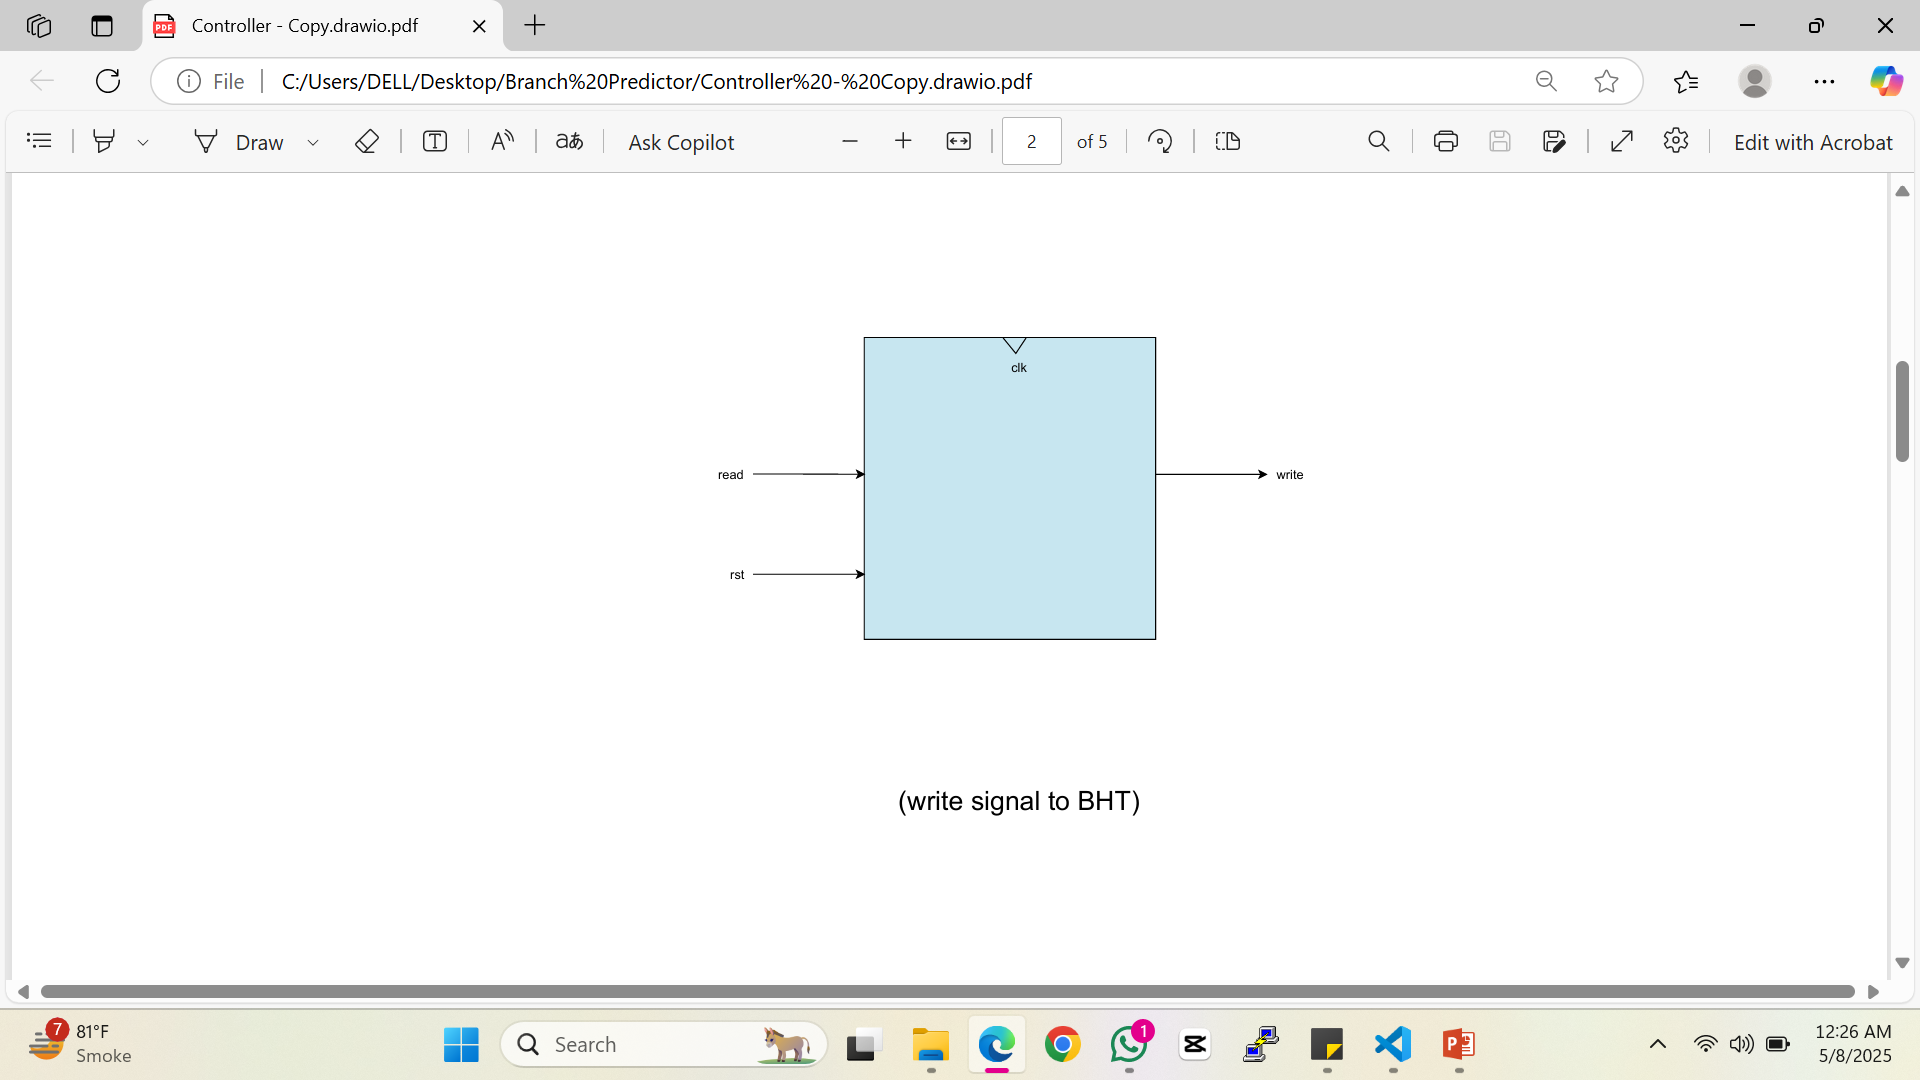 Controller - Copy.drawio.pdf
File
C:/Users/DELL/Desktop/Branch%20Predictor/Controller%20-%20Copy.drawio.pdf
Draw
Ask Copilot
2
of 5
Edit with Acrobat
clk
read
write
rst
(write signal to BHT)
7
81°F
Smoke
Search
1
12:26 AM
5/8/2025